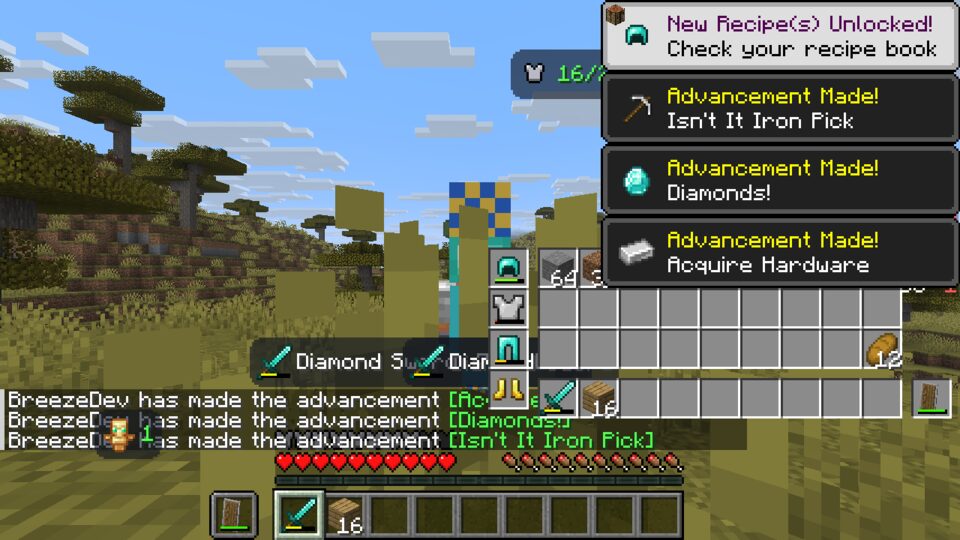 New Recipe(s) Unlocked!
Check your recipe book
16/
Advancement Made!
Isn't It Iron Pick
Advancement Made!
Diamonds!
Advancement Made!
Acquire Hardware
64
12
Diamond
BreezeDev has made the advancement
BreezeDev has made the advancement [Diamonds!]
has made the advancement [Isn't It Iron Pick]
1
16
16